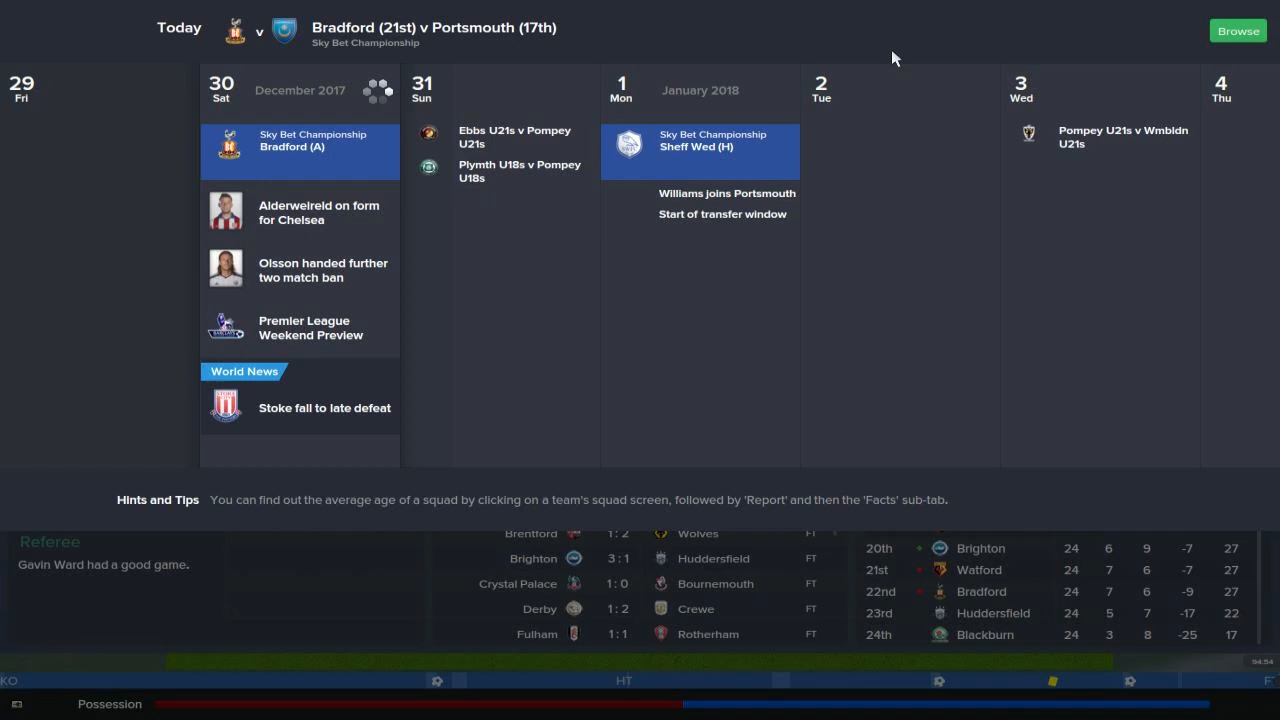 Today
v
Bradford (21st) v Portsmouth (17th)
Sky Bet Championship
Browse
29
Fri
30
Sat
December 2017
31
Sun
1
Mon
January 2018
2
Tue
3
Wed
4
Thu
Sky Bet Championship
Bradford (A)
Alderweireld on form
for Chelsea
Olsson handed further
two match ban
Premier League
Weekend Preview
World News
Stoke fall to late defeat
Ebbs U21s v Pompey
U21s
Plymth U18s v Pompey
U18s
Sky Bet Championship
Sheff Wed (H)
Williams joins Portsmouth
Start of transfer window
Pompey U21s v Wmbldn
U21s
Hints and Tips You can find out the average age of a squad by clicking on a team's squad screen, followed by 'Report' and then the 'Facts' sub-tab.
Referee
Gavin Ward had a good game.
Brentford 1 : 2 Wolves FT
Brighton 3 : 1 Huddersfield FT
Crystal Palace 1 : 0 Bournemouth FT
Derby 1 : 2 Crewe FT
Fulham 1 : 1 Rotherham FT
20th Brighton 24 6 9 -7 27
21st Watford 24 7 6 -7 27
22nd Bradford 24 7 6 -9 27
23rd Huddersfield 24 5 7 -17 22
24th Blackburn 24 3 8 -25 17
94:54
KO HT
Possession